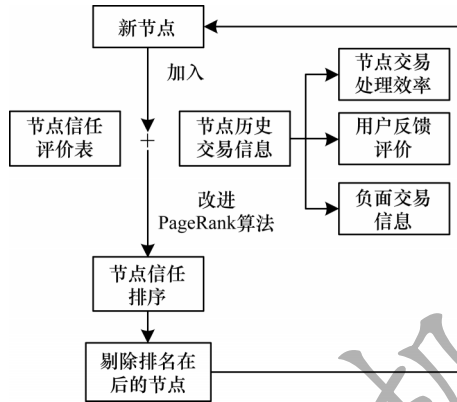 新节点
加入
节点交易
处理效率
节点信任
评价表
+
节点历史
交易信息
用户反馈
评价
负面交易
信息
改进
PageRank算法
节点信任
排序
剔除排名在
后的节点